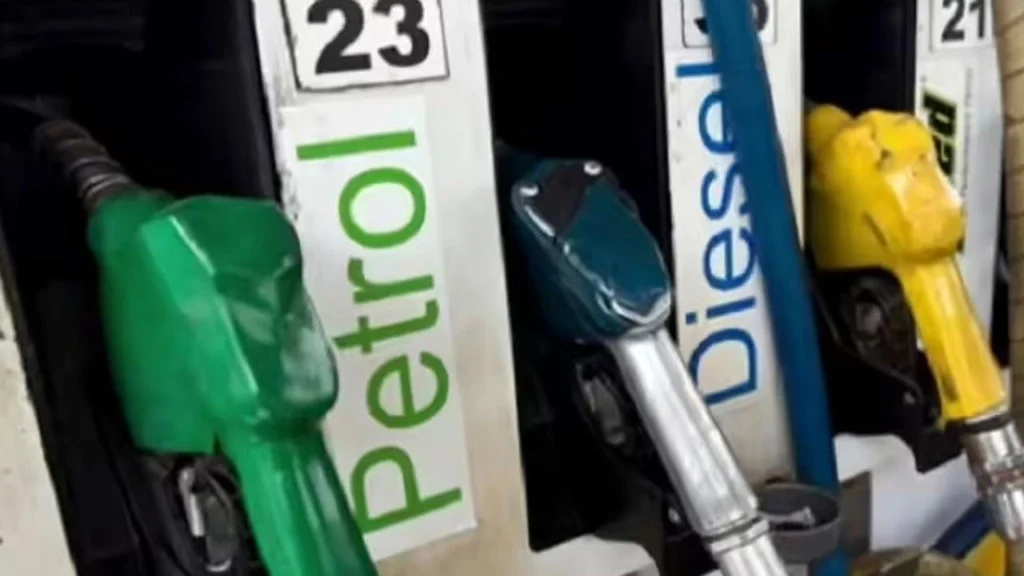 23
Petrol
Diesel
21